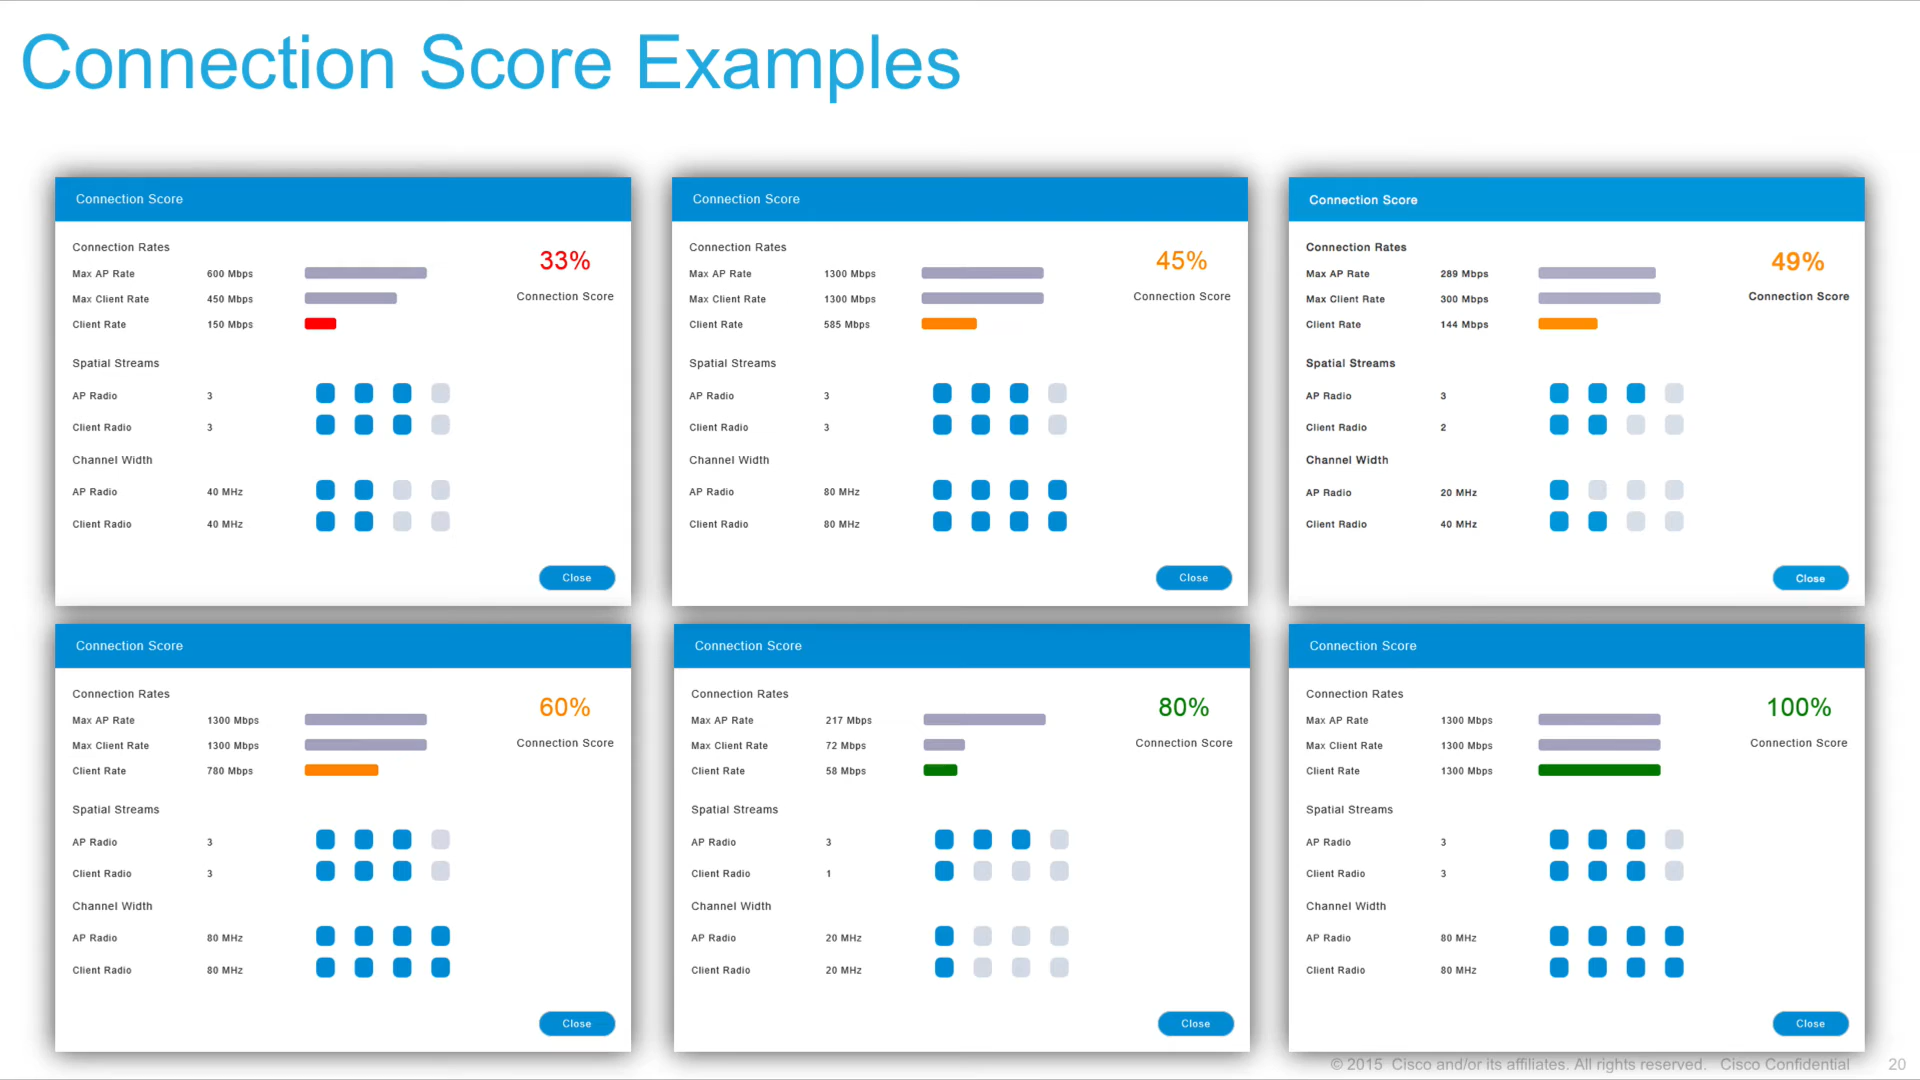 Connection Score Examples
Connection Score
Connection Rates
33%
Max AP Rate 600 Mbps
Max Client Rate 450 Mbps
Connection Score
Client Rate 150 Mbps
Spatial Streams
AP Radio 3
Client Radio 3
Channel Width
AP Radio 40 MHz
Client Radio 40 MHz
Close
Connection Score
Connection Rates
45%
Max AP Rate 1300 Mbps
Max Client Rate 1300 Mbps
Connection Score
Client Rate 585 Mbps
Spatial Streams
AP Radio 3
Client Radio 3
Channel Width
AP Radio 80 MHz
Client Radio 80 MHz
Close
Connection Score
Connection Rates
49%
Max AP Rate 289 Mbps
Max Client Rate 300 Mbps
Connection Score
Client Rate 144 Mbps
Spatial Streams
AP Radio 3
Client Radio 2
Channel Width
AP Radio 20 MHz
Client Radio 40 MHz
Close
Connection Score
Connection Rates
60%
Max AP Rate 1300 Mbps
Max Client Rate 1300 Mbps
Connection Score
Client Rate 780 Mbps
Spatial Streams
AP Radio 3
Client Radio 3
Channel Width
AP Radio 80 MHz
Client Radio 80 MHz
Close
Connection Score
Connection Rates
80%
Max AP Rate 217 Mbps
Max Client Rate 72 Mbps
Connection Score
Client Rate 58 Mbps
Spatial Streams
AP Radio 3
Client Radio 1
Channel Width
AP Radio 20 MHz
Client Radio 20 MHz
Close
Connection Score
Connection Rates
100%
Max AP Rate 1300 Mbps
Max Client Rate 1300 Mbps
Connection Score
Client Rate 1300 Mbps
Spatial Streams
AP Radio 3
Client Radio 3
Channel Width
AP Radio 80 MHz
Client Radio 80 MHz
Close
© 2015 Cisco and/or its affiliates. All rights reserved. Cisco Confidential 20